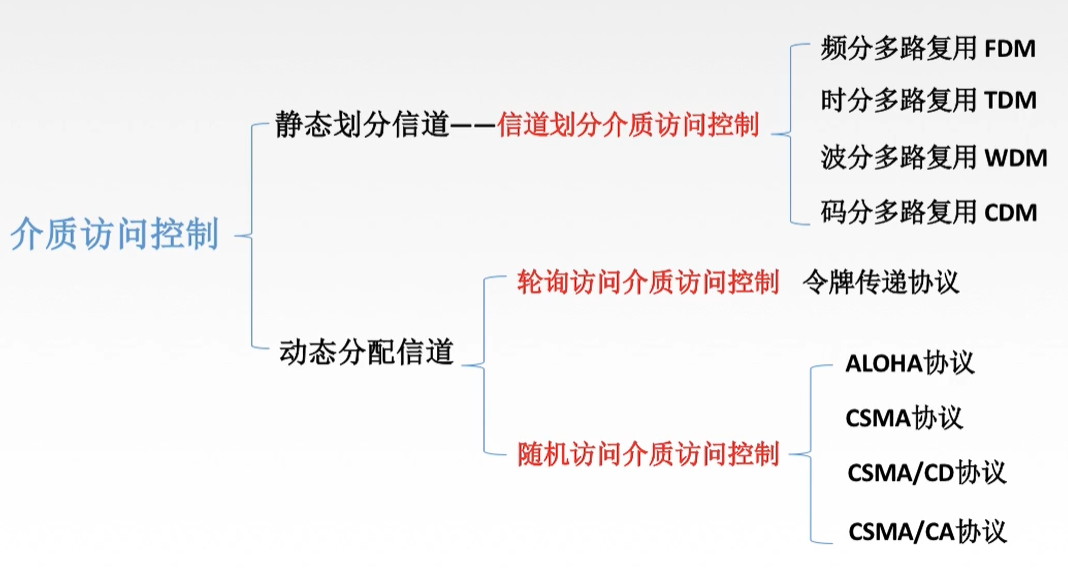 介质访问控制
静态划分信道——信道划分介质访问控制
频分多路复用 FDM
时分多路复用 TDM
波分多路复用 WDM
码分多路复用 CDM
动态分配信道
轮询访问介质访问控制 令牌传递协议
随机访问介质访问控制
ALOHA协议
CSMA协议
CSMA/CD协议
CSMA/CA协议